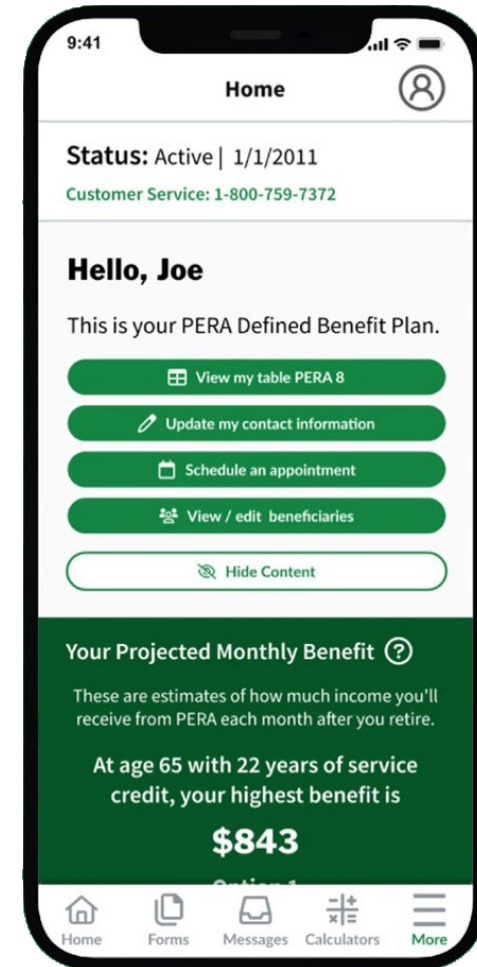 9:41
Home
Status: Active | 1/1/2011
Customer Service: 1-800-759-7372
Hello, Joe
This is your PERA Defined Benefit Plan.
View my table PERA 8
Update my contact information
Schedule an appointment
View / edit beneficiaries
Hide Content
Your Projected Monthly Benefit ?
These are estimates of how much income you'll
receive from PERA each month after you retire.
At age 65 with 22 years of service
credit, your highest benefit is
$843
Option 1
Home Forms Messages Calculators More